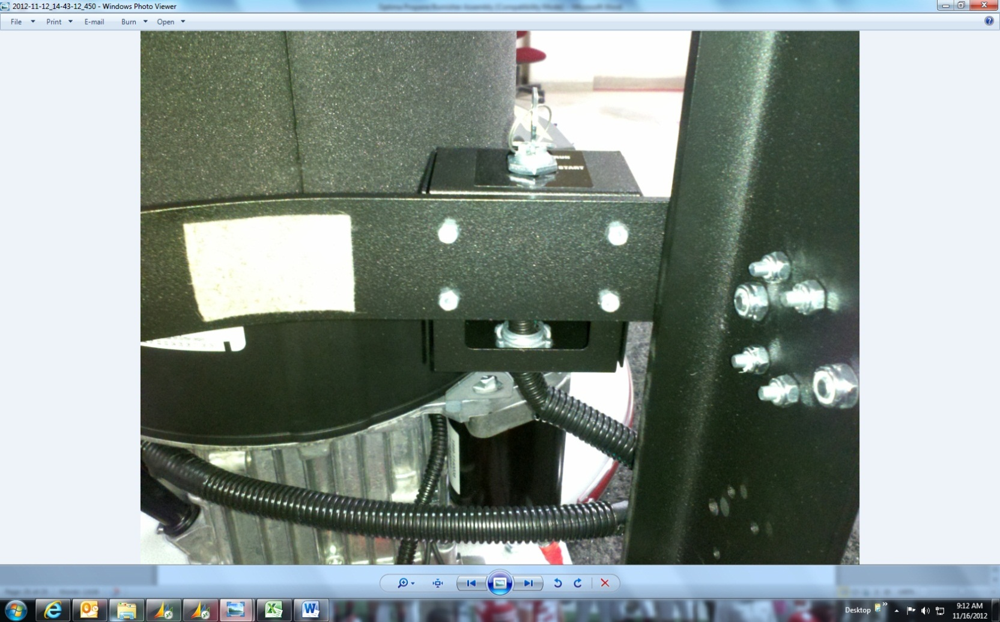 2012-11-12_14-43-12_450 - Windows Photo Viewer
File Print E-mail Burn Open
RUN
START
Desktop
9:12 AM
11/16/2012